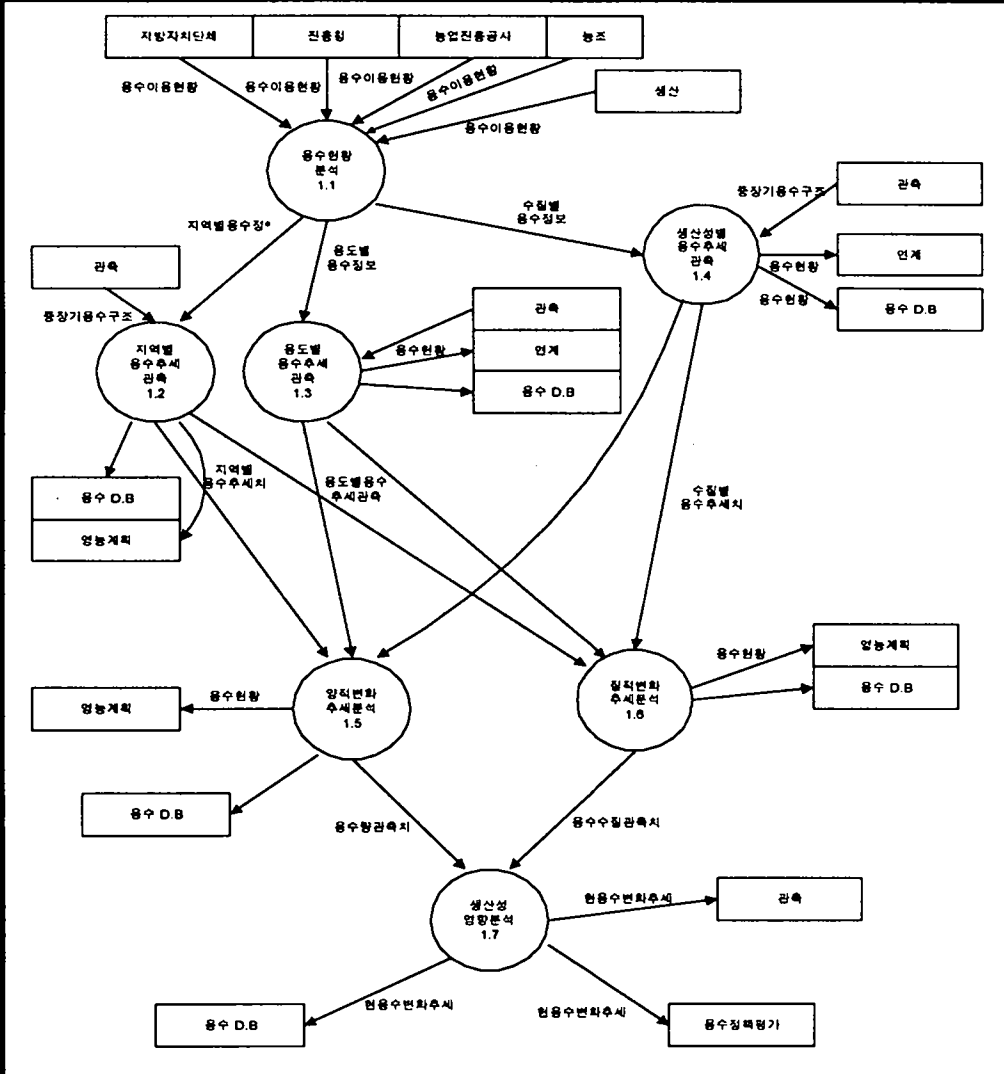 지방자치단체
진흥청
농업진흥공사
농조
용수이용현황
용수이용현황
용수이용현황
용수이용현황
생산
용수이용현황
용수현황
분석
1.1
관측
중장기용수구조
수질별
용수정보
지역별용수정
생산성별
용수추세
관측
1.4
연계
용수현황
용수현황
용수 D.B
용도별
용수정보
관측
중장기용수구조
지역별
용수추세
관측
1.2
용도별
용수추세
관측
1.3
관측
용수현황
연계
용수 D.B
지역별
용수추세치
용도별용수
추세관측
수질별
용수추세치
용수 D.B
영농계획
용수현황
영농계획
용수 D.B
영농계획
용수현황
양적변화
추세분석
1.5
질적변화
추세분석
1.6
용수 D.B
용수량관측치
용수수질관측치
생산성
영향분석
1.7
현용수변화추세
관측
현용수변화추세
현용수변화추세
용수 D.B
용수정책평가